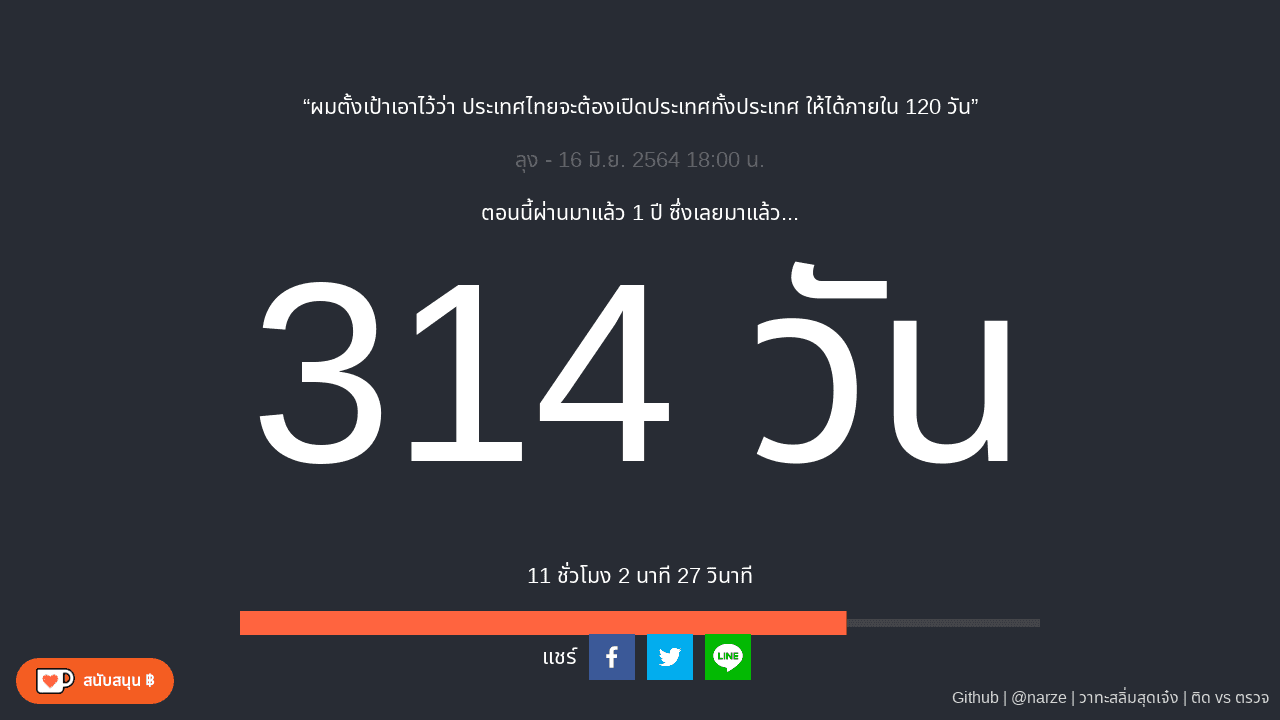 “ผมตั้งเป้าเอาไว้ว่า ประเทศไทยจะต้องเปิดประเทศทั้งประเทศ ให้ได้ภายใน 120 วัน”
ลุง - 16 มิ.ย. 2564 18:00 น.
ตอนนี้ผ่านมาแล้ว 1 ปี ซึ่งเลยมาแล้ว...
314 วัน
11 ชั่วโมง 2 นาที 27 วินาที
แชร์
LINE
สนับสนุน ฿
Github | @narze | วาทะสลิ่มสุดเจ๋ง | ติด vs ตรวจ